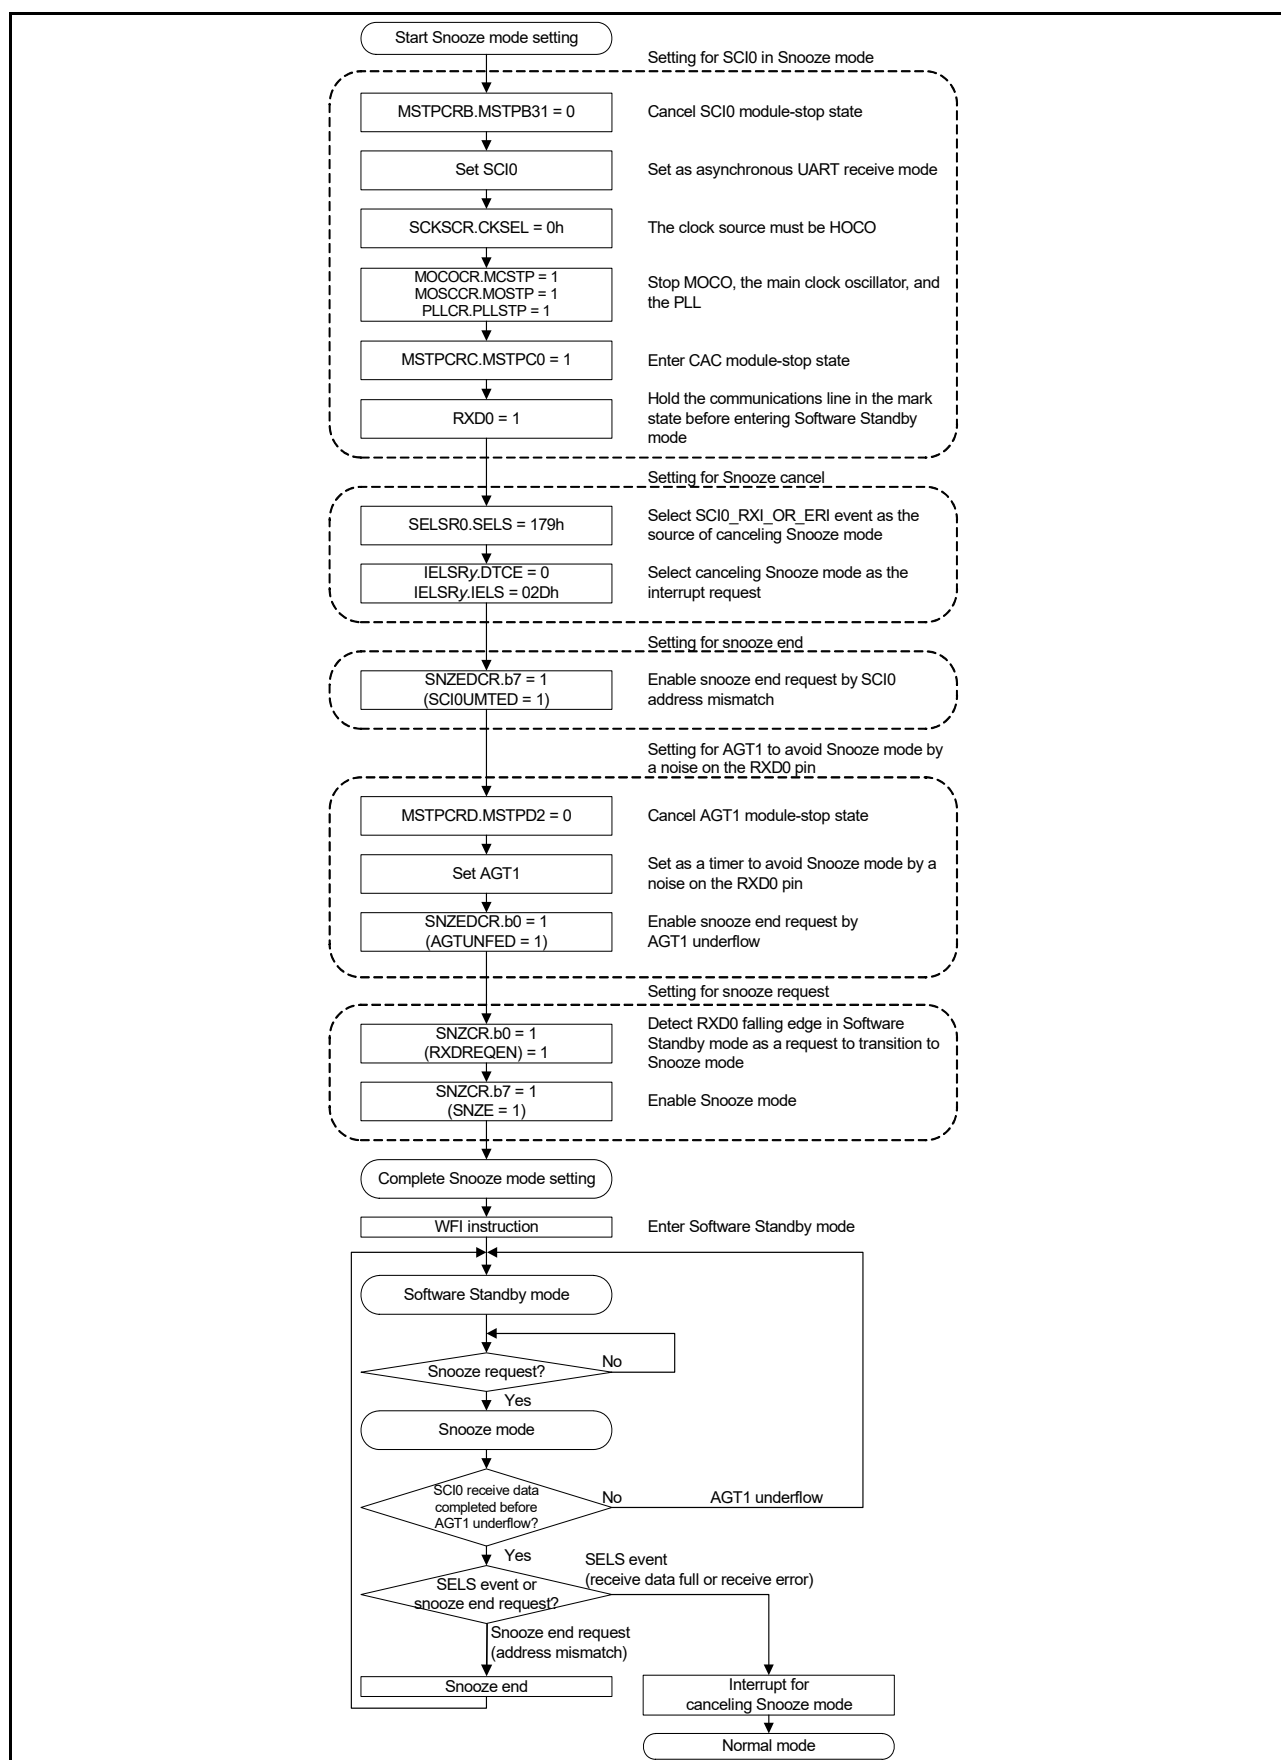 Start Snooze mode setting
Setting for SCI0 in Snooze mode
MSTPCRB.MSTPB31 = 0
Cancel SCI0 module-stop state
Set SCI0
Set as asynchronous UART receive mode
SCKSCR.CKSEL = 0h
The clock source must be HOCO
MOCOCR.MCSTP = 1
MOSCCR.MOSTP = 1
PLLCR.PLLSTP = 1
Stop MOCO, the main clock oscillator, and
the PLL
MSTPCRC.MSTPC0 = 1
Enter CAC module-stop state
RXD0 = 1
Hold the communications line in the mark
state before entering Software Standby
mode
Setting for Snooze cancel
SELSR0.SELS = 179h
Select SCI0_RXI_OR_ERI event as the
source of canceling Snooze mode
IELSRy.DTCE = 0
IELSRy.IELS = 02Dh
Select canceling Snooze mode as the
interrupt request
Setting for snooze end
SNZEDCR.b7 = 1
(SCI0UMTED = 1)
Enable snooze end request by SCI0
address mismatch
Setting for AGT1 to avoid Snooze mode by
a noise on the RXD0 pin
MSTPCRD.MSTPD2 = 0
Cancel AGT1 module-stop state
Set AGT1
Set as a timer to avoid Snooze mode by a
noise on the RXD0 pin
SNZEDCR.b0 = 1
(AGTUNFED = 1)
Enable snooze end request by
AGT1 underflow
Setting for snooze request
SNZCR.b0 = 1
(RXDREQEN) = 1
Detect RXD0 falling edge in Software
Standby mode as a request to transition to
Snooze mode
SNZCR.b7 = 1
(SNZE = 1)
Enable Snooze mode
Complete Snooze mode setting
WFI instruction
Enter Software Standby mode
Software Standby mode
Snooze request?
No
Yes
Snooze mode
SCI0 receive data
completed before
AGT1 underflow?
No
AGT1 underflow
Yes
SELS event
(receive data full or receive error)
SELS event or
snooze end request?
Snooze end request
(address mismatch)
Snooze end
Interrupt for
canceling Snooze mode
Normal mode